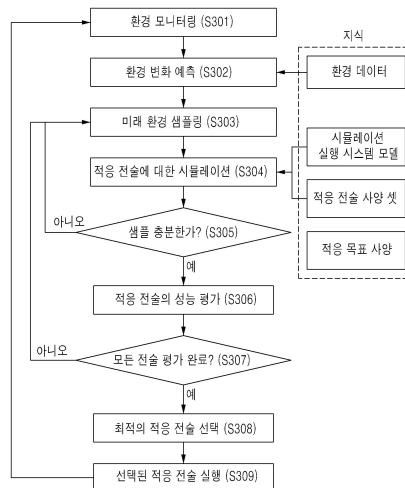 환경 모니터링 (S301)
지식
환경 변화 예측 (S302)
환경 데이터
미래 환경 샘플링 (S303)
시뮬레이션
실행 시스템 모델
적응 전술에 대한 시뮬레이션 (S304)
적응 전술 사양 셋
아니오
샘플 충분한가? (S305)
적응 목표 사양
예
적응 전술의 성능 평가 (S306)
아니오
모든 전술 평가 완료? (S307)
예
최적의 적응 전술 선택 (S308)
선택된 적응 전술 실행 (S309)